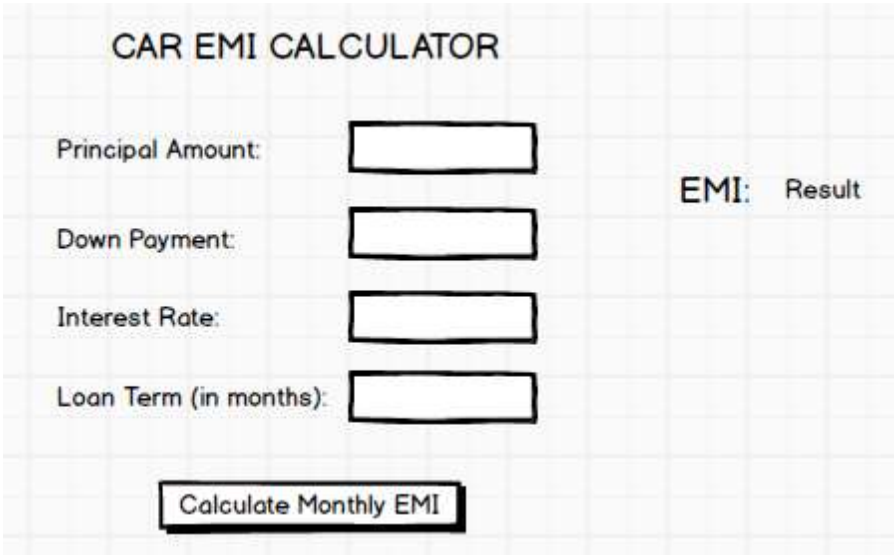 CAR EMI CALCULATOR
Principal Amount:
EMI: Result
Down Payment:
Interest Rate:
Loan Term (in months):
Calculate Monthly EMI